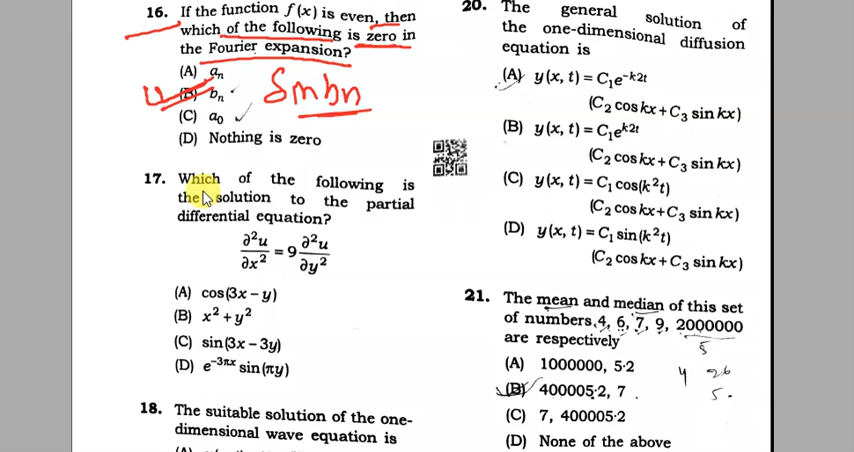 16. If the function f(x) is even, then
which of the following is zero in
the Fourier expansion?
(A) aₙ
(B) bₙ
(C) a₀
(D) Nothing is zero
17. Which of the following is
the solution to the partial
differential equation?
∂²u/∂x² = 9 ∂²u/∂y²
(A) cos(3x – y)
(B) x² + y²
(C) sin(3x – 3y)
(D) e^–3πx sin(πy)
18. The suitable solution of the one-
dimensional wave equation is
20. The general solution of
the one-dimensional diffusion
equation is
(A) y(x, t) = C₁e^–k2t
(C₂ cos kx + C₃ sin kx)
(B) y(x, t) = C₁e^k2t
(C₂ cos kx + C₃ sin kx)
(C) y(x, t) = C₁ cos(k²t)
(C₂ cos kx + C₃ sin kx)
(D) y(x, t) = C₁ sin(k²t)
(C₂ cos kx + C₃ sin kx)
21. The mean and median of this set
of numbers 4, 6, 7, 9, 2000000
are respectively
5
(A) 1000000, 5·2
(B) 400005·2, 7
(C) 7, 400005·2
(D) None of the above